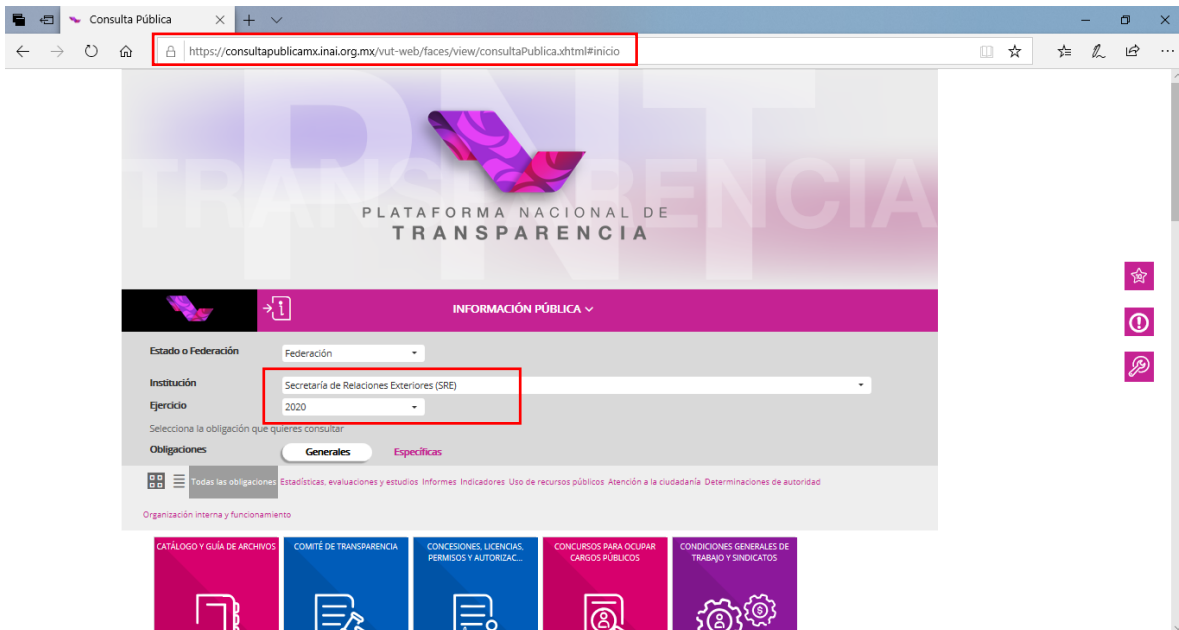 Consulta Pública
https://consultapublicamx.inai.org.mx/vut-web/faces/view/consultaPublica.xhtml#inicio
PNT
TRANSPARENCIA
PLATAFORMA NACIONAL DE
TRANSPARENCIA
INFORMACIÓN PÚBLICA
Estado o Federación
Federación
Institución
Secretaría de Relaciones Exteriores (SRE)
Ejercicio
2020
Selecciona la obligación que quieres consultar
Obligaciones
Generales
Específicas
Todas las obligaciones Estadísticas, evaluaciones y estudios Informes Indicadores Uso de recursos públicos Atención a la ciudadanía Determinaciones de autoridad
Organización interna y funcionamiento
CATÁLOGO Y GUÍA DE ARCHIVOS
COMITÉ DE TRANSPARENCIA
CONCESIONES, LICENCIAS,
PERMISOS Y AUTORIZAC...
CONCURSOS PARA OCUPAR
CARGOS PÚBLICOS
CONDICIONES GENERALES DE
TRABAJO Y SINDICATOS